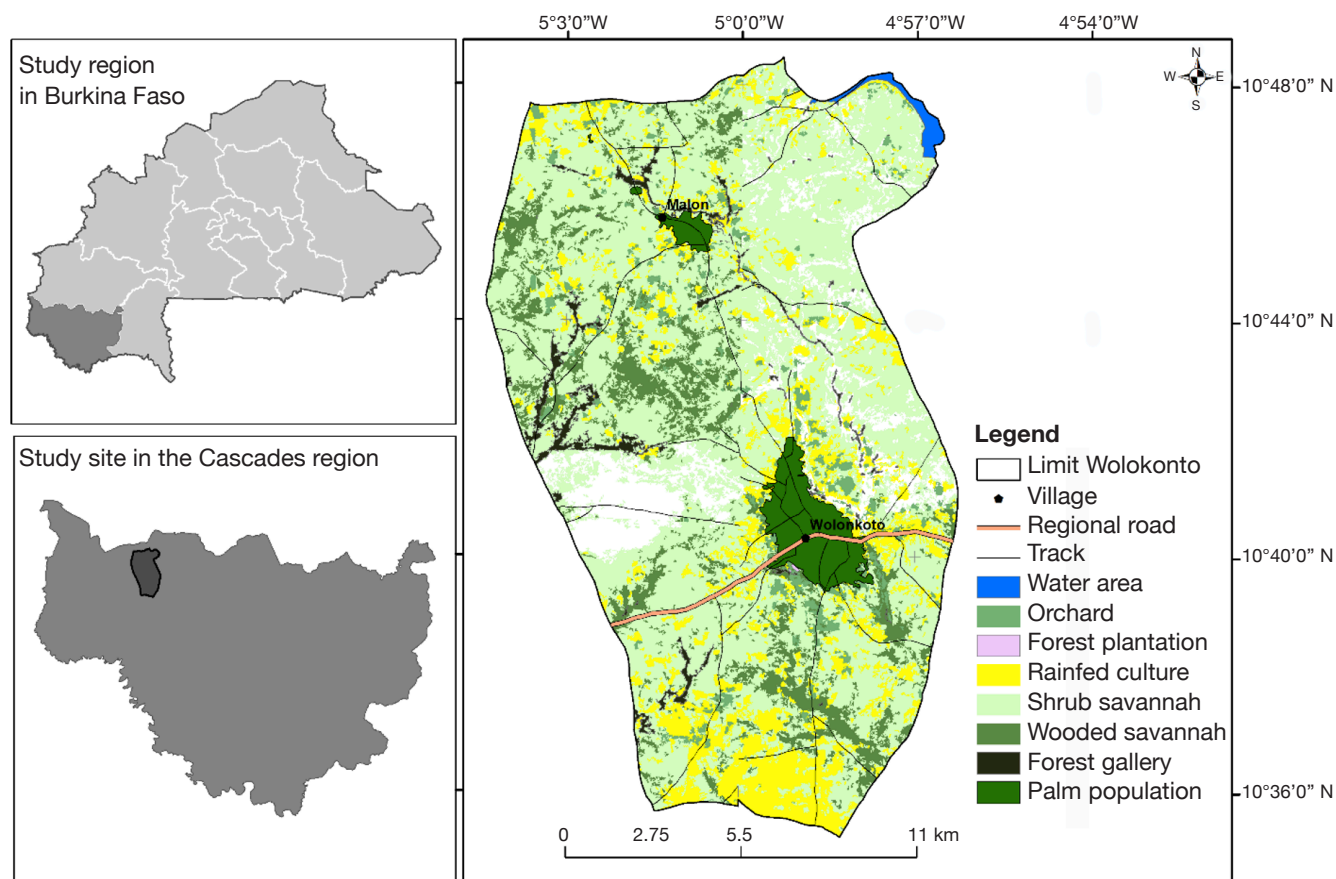 Study region
in Burkina Faso
Study site in the Cascades region
5°3'0"W 5°0'0"W 4°57'0"W 4°54'0"W
N
W E
S
10°48'0" N
10°44'0" N
10°40'0" N
10°36'0" N
Malon
Wolonkoto
Legend
Limit Wolokonto
Village
Regional road
Track
Water area
Orchard
Forest plantation
Rainfed culture
Shrub savannah
Wooded savannah
Forest gallery
Palm population
0 2.75 5.5 11 km